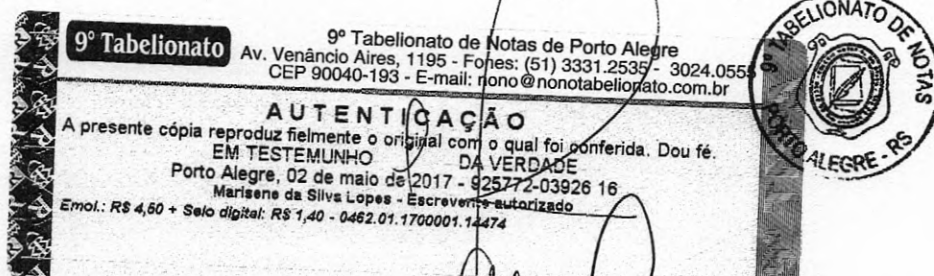 9º Tabelionato
9º Tabelionato de Notas de Porto Alegre
Av. Venâncio Aires, 1195 - Fones: (51) 3331.2535 - 3024.0555
CEP 90040-193 - E-mail: nono@nonotabelionato.com.br
AUTENTICAÇÃO
A presente cópia reproduz fielmente o original com o qual foi conferida. Dou fé.
EM TESTEMUNHO DA VERDADE
Porto Alegre, 02 de maio de 2017 - 925772-03926 16
Marisene da Silva Lopes - Escrevente autorizado
Emol.: R$ 4,50 + Selo digital: R$ 1,40 - 0462.01.1700001.14474
TABELIONATO DE NOTAS
9º
PORTO ALEGRE - RS